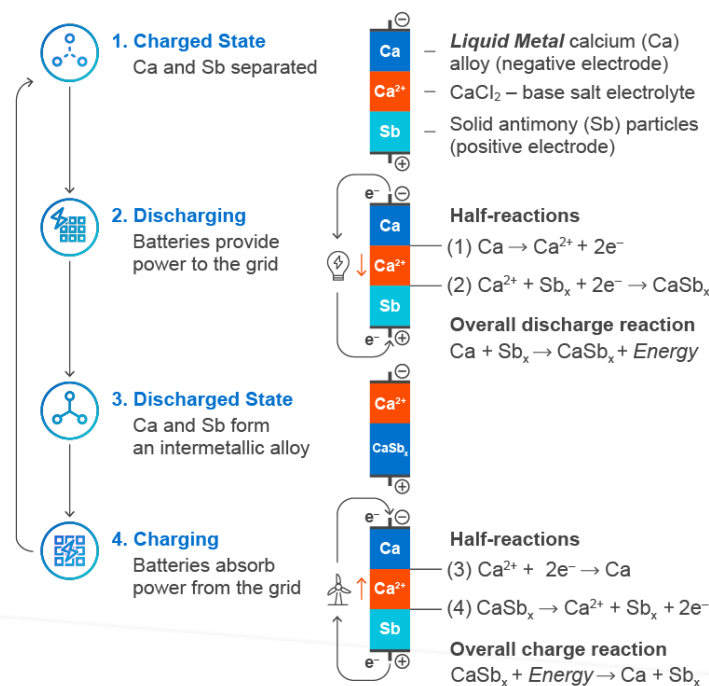 1. Charged State
Ca and Sb separated
⊖
Ca
Ca²⁺
Sb
⊕
Liquid Metal calcium (Ca)
alloy (negative electrode)
CaCl₂ – base salt electrolyte
Solid antimony (Sb) particles
(positive electrode)
2. Discharging
Batteries provide
power to the grid
e⁻ ⊖
Ca
Ca²⁺
Sb
e⁻ ⊕
Half-reactions
(1) Ca → Ca²⁺ + 2e⁻
(2) Ca²⁺ + Sbₓ + 2e⁻ → CaSbₓ
Overall discharge reaction
Ca + Sbₓ → CaSbₓ + Energy
3. Discharged State
Ca and Sb form
an intermetallic alloy
⊖
Ca²⁺
CaSbₓ
⊕
4. Charging
Batteries absorb
power from the grid
e⁻ ⊖
Ca
Ca²⁺
Sb
e⁻ ⊕
Half-reactions
(3) Ca²⁺ + 2e⁻ → Ca
(4) CaSbₓ → Ca²⁺ + Sbₓ + 2e⁻
Overall charge reaction
CaSbₓ + Energy → Ca + Sbₓ